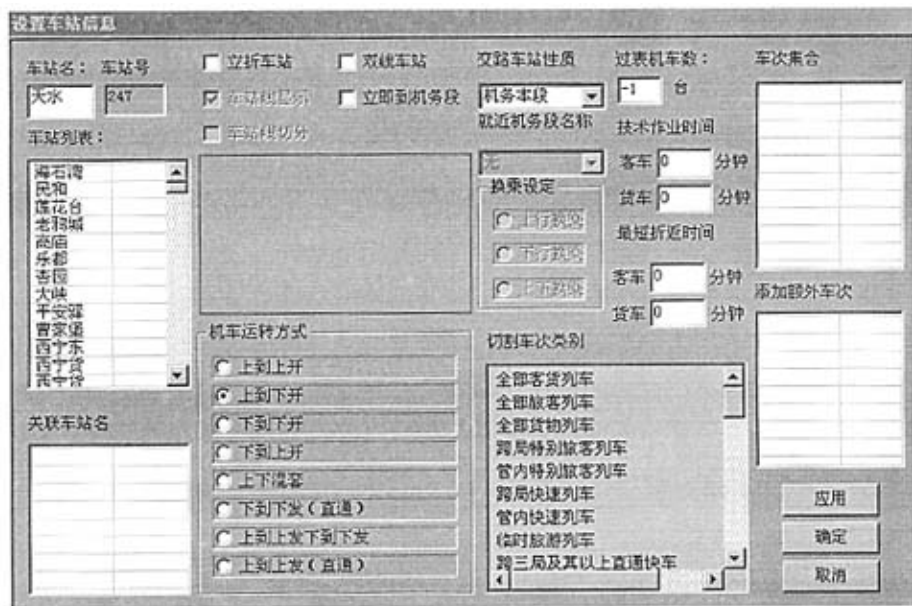 设置车站信息
车站名： 车站号
天水 247
车站列表：
海石湾
民和
莲花台
老鸦城
高庙
乐都
杏园
大峡
平安驿
曹家堡
西宁东
西宁货
西宁货
关联车站名
立折车站
双线车站
车站线显示
立即到机务段
车站线切分
机车运转方式
上到上开
上到下开
下到下开
下到上开
上下混套
下到下发（直通）
上到上发下到下发
上到上发（直通）
交路车站性质
机务本段
就近机务段名称
无
换乘设定
上行换乘
下行换乘
过表机车数：
-1 台
技术作业时间
客车 0 分钟
货车 0 分钟
最短折返时间
客车 0 分钟
货车 0 分钟
切割车次类别
全部客货列车
全部旅客列车
全部货物列车
跨局特别旅客列车
管内特别旅客列车
跨局快速列车
管内快速列车
临时旅游列车
跨三局及其以上直通快车
车次集合
添加额外车次
应用
确定
取消